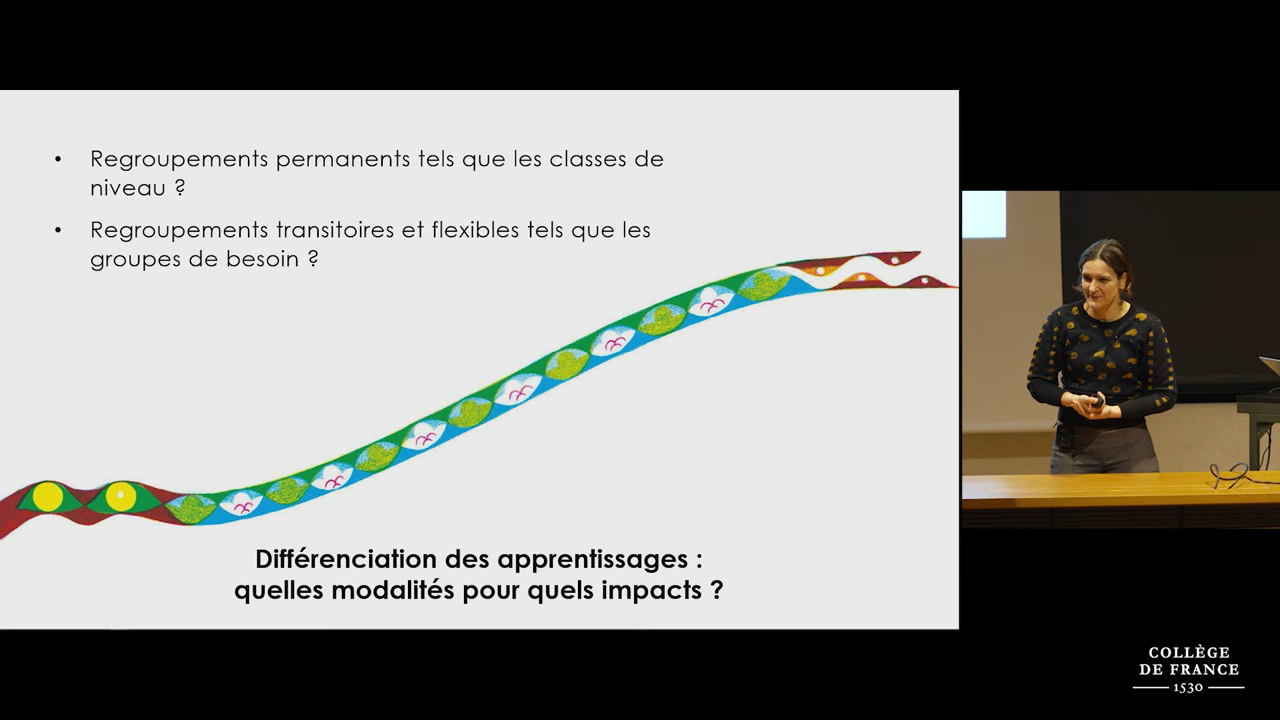 • Regroupements permanents tels que les classes de
niveau ?
• Regroupements transitoires et flexibles tels que les
groupes de besoin ?
Différenciation des apprentissages :
quelles modalités pour quels impacts ?
COLLÈGE
DE FRANCE
1530